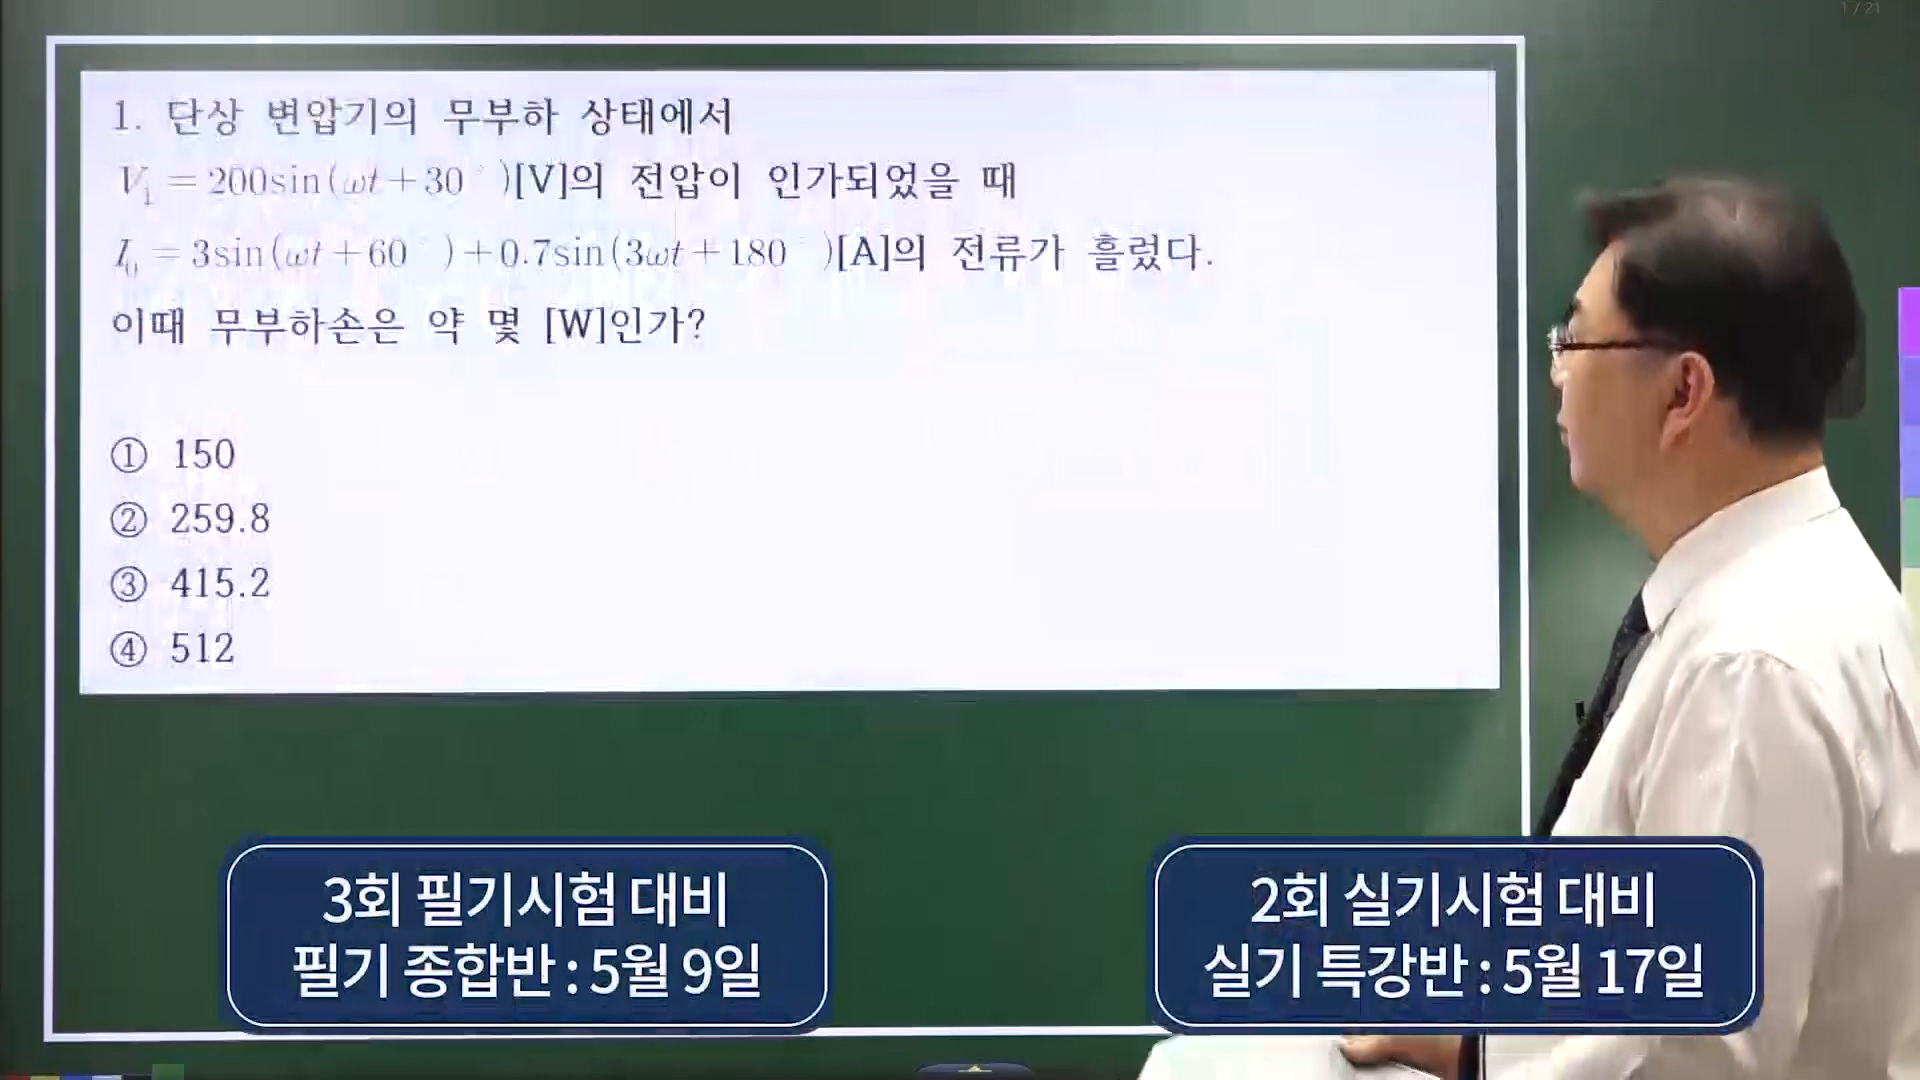 1 / 21
1. 단상 변압기의 무부하 상태에서
V₁ = 200sin(ωt+30°)[V]의 전압이 인가되었을 때
I₀ = 3sin(ωt+60°)+0.7sin(3ωt+180°)[A]의 전류가 흘렀다.
이때 무부하손은 약 몇 [W]인가?
① 150
② 259.8
③ 415.2
④ 512
3회 필기시험 대비
필기 종합반 : 5월 9일
2회 실기시험 대비
실기 특강반 : 5월 17일